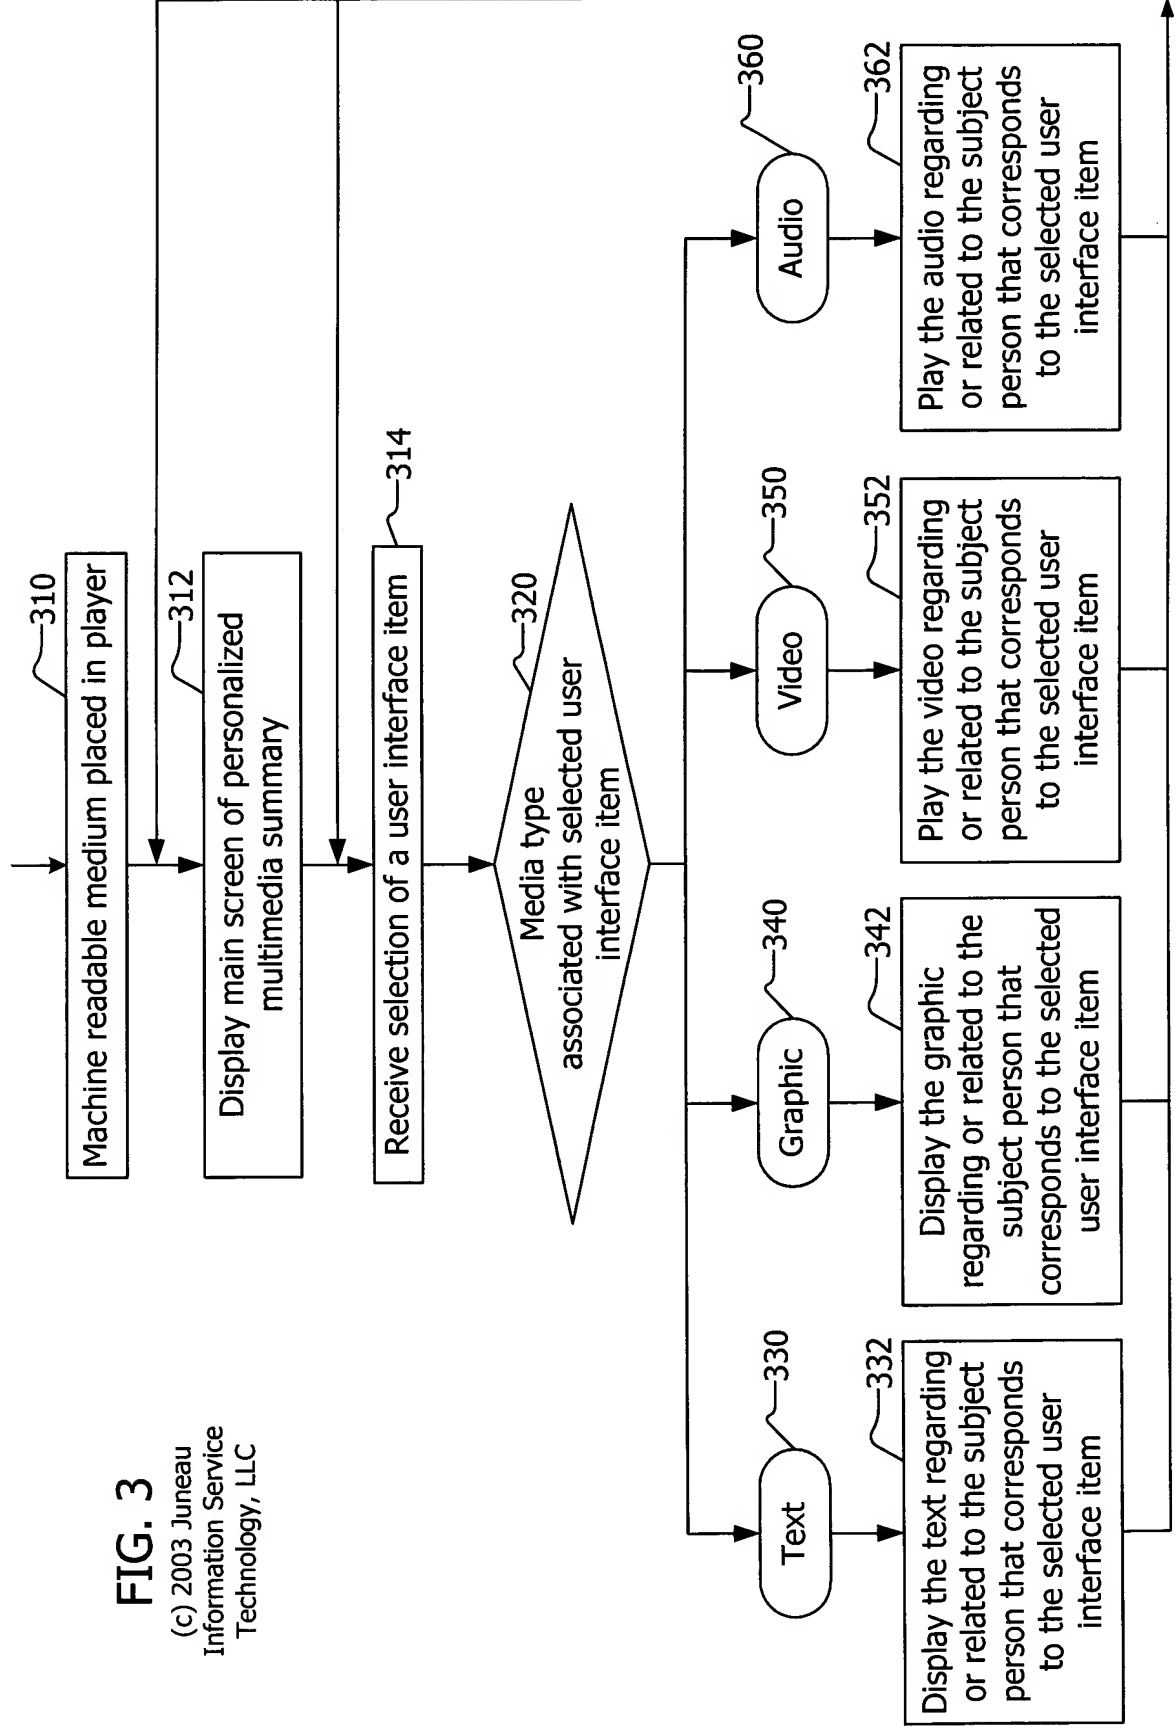 FIG. 3
(c) 2003 Juneau
Information Service
Technology, LLC
310
Machine readable medium placed in player
312
Display main screen of personalized
multimedia summary
314
Receive selection of a user interface item
320
Media type
associated with selected user
interface item
330
Text
332
Display the text regarding
or related to the subject
person that corresponds
to the selected user
interface item
340
Graphic
342
Display the graphic
regarding or related to the
subject person that
corresponds to the selected
user interface item
350
Video
352
Play the video regarding
or related to the subject
person that corresponds
to the selected user
interface item
360
Audio
362
Play the audio regarding
or related to the subject
person that corresponds
to the selected user
interface item